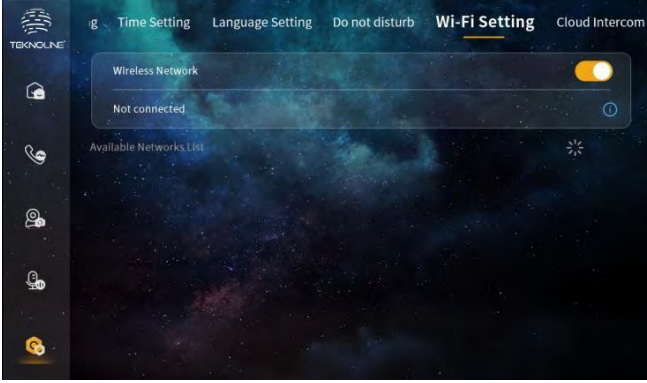 g Time Setting Language Setting Do not disturb Wi-Fi Setting Cloud Intercom
TEKNOLINE
Wireless Network
Not connected
Available Networks List